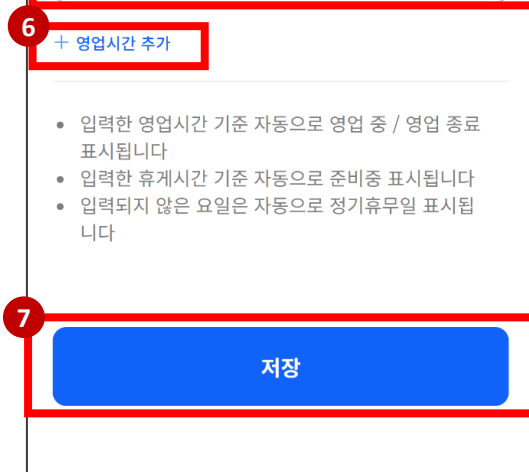 6
+ 영업시간 추가
• 입력한 영업시간 기준 자동으로 영업 중 / 영업 종료
표시됩니다
• 입력한 휴게시간 기준 자동으로 준비중 표시됩니다
• 입력되지 않은 요일은 자동으로 정기휴무일 표시됩
니다
7
저장